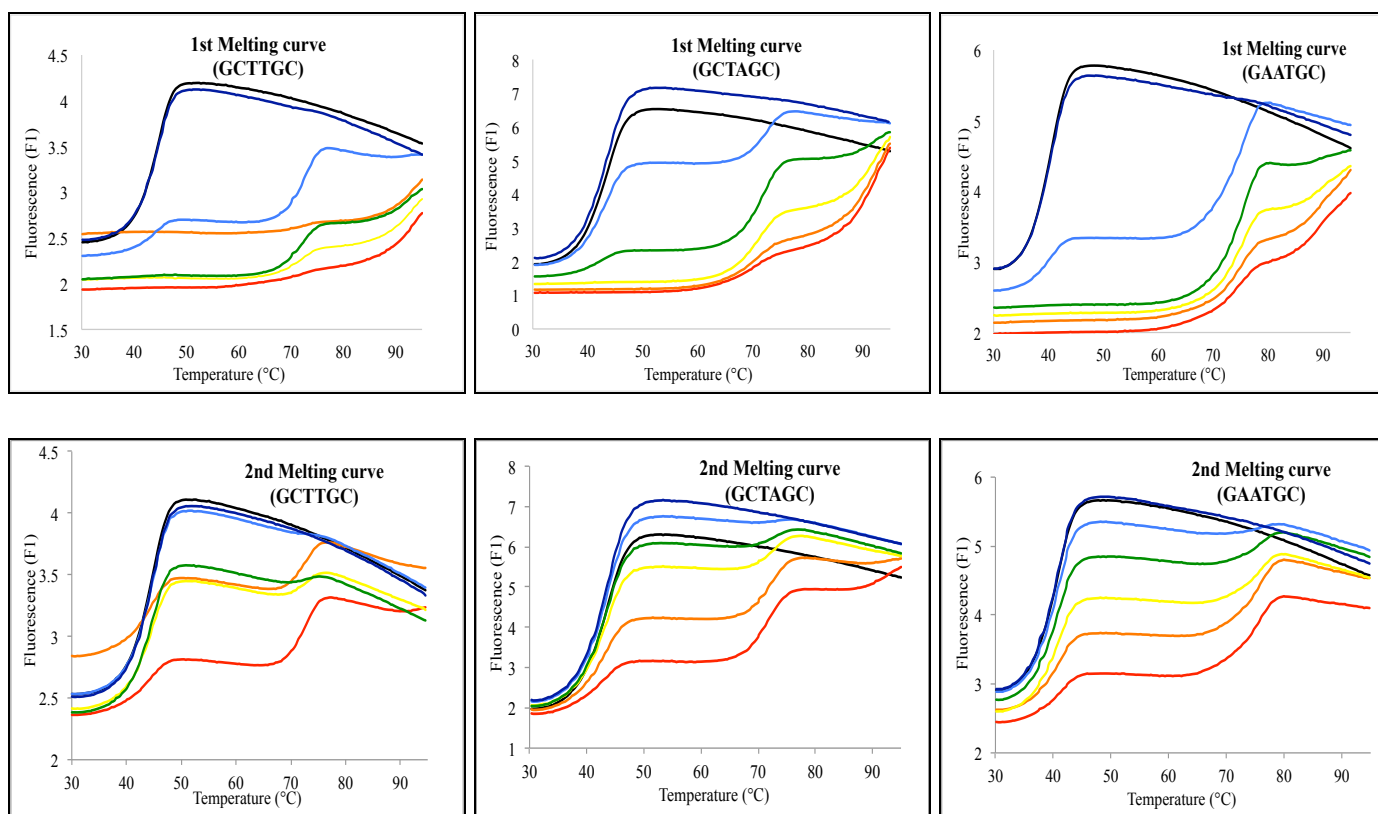 1st Melting curve
(GCTTGC)
Fluorescence (F1)
4.5
4
3.5
3
2.5
2
1.5
30 40 50 60 70 80 90
Temperature (°C)
1st Melting curve
(GCTAGC)
Fluorescence (F1)
8
7
6
5
4
3
2
1
0
30 40 50 60 70 80 90
Temperature (°C)
1st Melting curve
(GAATGC)
Fluorescence (F1)
6
5
4
3
2
30 40 50 60 70 80 90
Temperature (°C)
2nd Melting curve
(GCTTGC)
Fluorescence (F1)
4.5
4
3.5
3
2.5
2
30 40 50 60 70 80 90
Temperature (°C)
2nd Melting curve
(GCTAGC)
Fluorescence (F1)
8
7
6
5
4
3
2
1
30 40 50 60 70 80 90
Temperature (°C)
2nd Melting curve
(GAATGC)
Fluorescence (F1)
6
5
4
3
2
30 40 50 60 70 80 90
Temperature (°C)